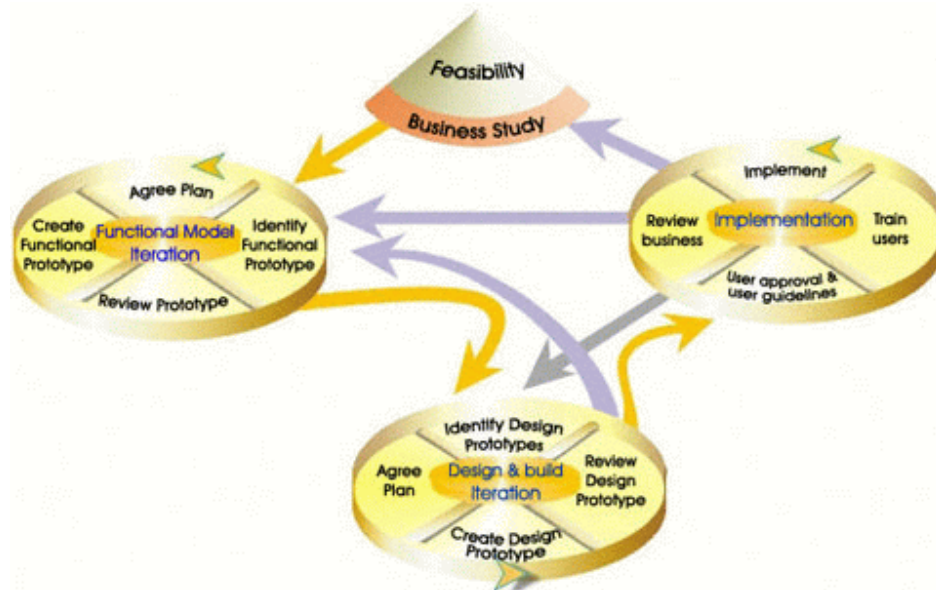 Feasibility
Business Study
Agree Plan
Create
Functional
Prototype
Functional Model
Iteration
Identify
Functional
Prototype
Review Prototype
Implement
Review
business
Implementation
Train
users
User approval &
user guidelines
Identify Design
Prototypes
Agree
Plan
Design & build
Iteration
Review
Design
Prototype
Create Design
Prototype